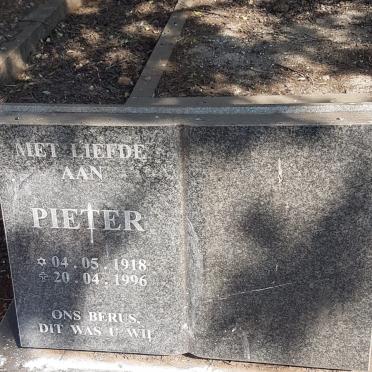 MET LIEFDE
AAN
PIETER
✡ 04.05.1918
✞ 20.04.1996
ONS BERUS,
DIT WAS U WIL